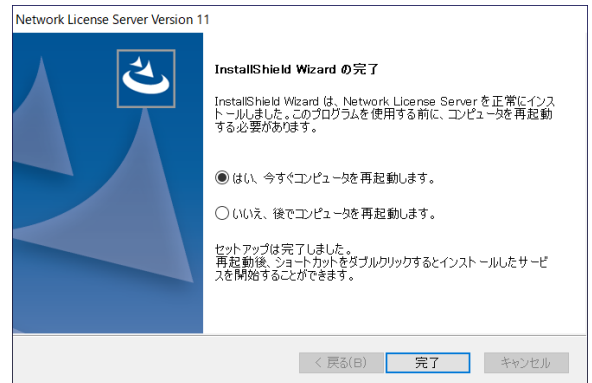 Network License Server Version 11
InstallShield Wizard の完了
InstallShield Wizard は、Network License Server を正常にインス
トールしました。このプログラムを使用する前に、コンピュータを再起動
する必要があります。
はい、今すぐコンピュータを再起動します。
いいえ、後でコンピュータを再起動します。
セットアップは完了しました。
再起動後、ショートカットをダブルクリックするとインストールしたサービ
スを開始することができます。
< 戻る(B)
完了
キャンセル